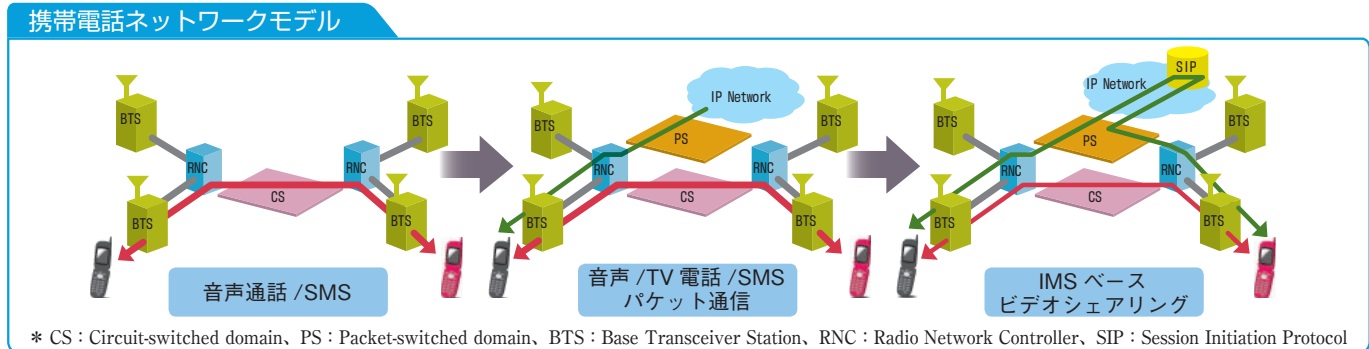 携帯電話ネットワークモデル
BTS
BTS
RNC
RNC
CS
BTS
BTS
音声通話 /SMS
IP Network
BTS
BTS
PS
RNC
RNC
CS
BTS
BTS
音声 /TV 電話 /SMS
パケット通信
SIP
IP Network
BTS
BTS
PS
RNC
RNC
CS
BTS
BTS
IMS ベース
ビデオシェアリング
* CS：Circuit-switched domain、PS：Packet-switched domain、BTS：Base Transceiver Station、RNC：Radio Network Controller、SIP：Session Initiation Protocol